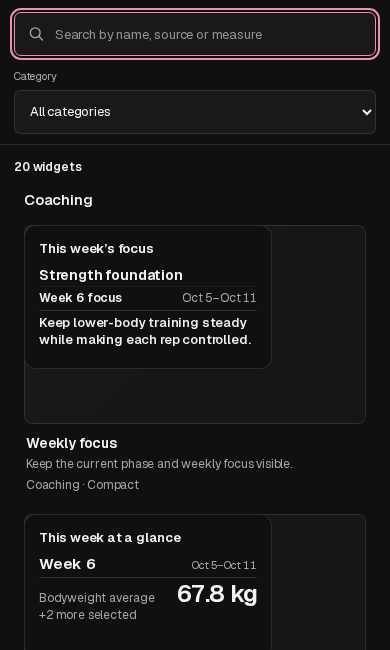 Search by name, source or measure
Category
All categories
20 widgets
Coaching
This week's focus
Strength foundation
Week 6 focus Oct 5–Oct 11
Keep lower-body training steady
while making each rep controlled.
Weekly focus
Keep the current phase and weekly focus visible.
Coaching · Compact
This week at a glance
Week 6 Oct 5–Oct 11
Bodyweight average 67.8 kg
+2 more selected